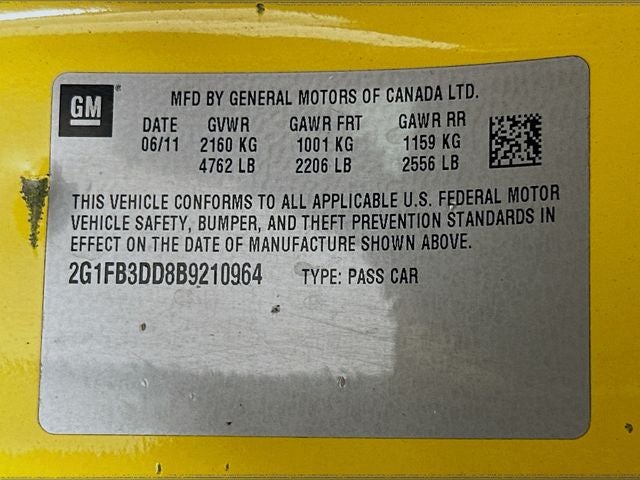 GM
MFD BY GENERAL MOTORS OF CANADA LTD.
DATE GVWR GAWR FRT GAWR RR
06/11 2160 KG 1001 KG 1159 KG
4762 LB 2206 LB 2556 LB
THIS VEHICLE CONFORMS TO ALL APPLICABLE U.S. FEDERAL MOTOR
VEHICLE SAFETY, BUMPER, AND THEFT PREVENTION STANDARDS IN
EFFECT ON THE DATE OF MANUFACTURE SHOWN ABOVE.
2G1FB3DD8B9210964 TYPE: PASS CAR